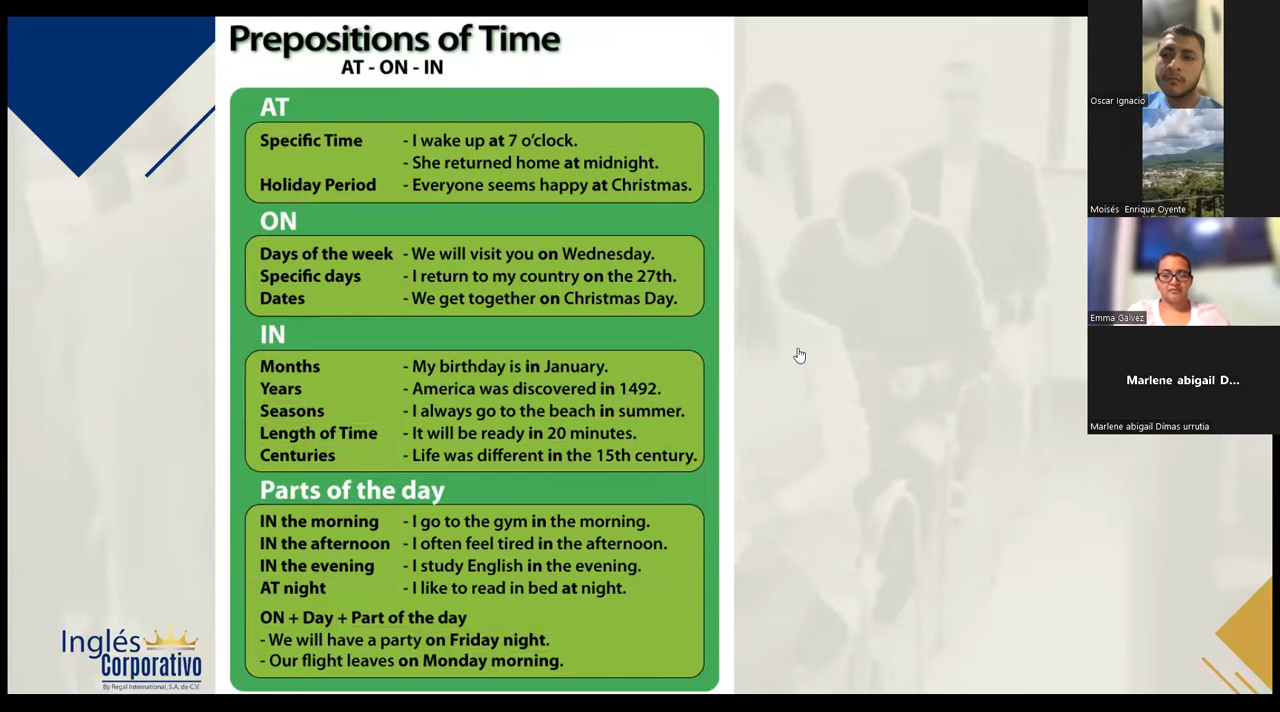 Prepositions of Time
AT - ON - IN
AT
Specific Time - I wake up at 7 o'clock.
- She returned home at midnight.
Holiday Period - Everyone seems happy at Christmas.
ON
Days of the week - We will visit you on Wednesday.
Specific days - I return to my country on the 27th.
Dates - We get together on Christmas Day.
IN
Months - My birthday is in January.
Years - America was discovered in 1492.
Seasons - I always go to the beach in summer.
Length of Time - It will be ready in 20 minutes.
Centuries - Life was different in the 15th century.
Parts of the day
IN the morning - I go to the gym in the morning.
IN the afternoon - I often feel tired in the afternoon.
IN the evening - I study English in the evening.
AT night - I like to read in bed at night.
ON + Day + Part of the day
- We will have a party on Friday night.
- Our flight leaves on Monday morning.
Inglés
Corporativo
By Regal International, S.A. de C.V.
Oscar Ignacio
Moisés Enrique Oyente
Emma Galvez
Marlene abigail D...
Marlene abigail Dímas urrutia